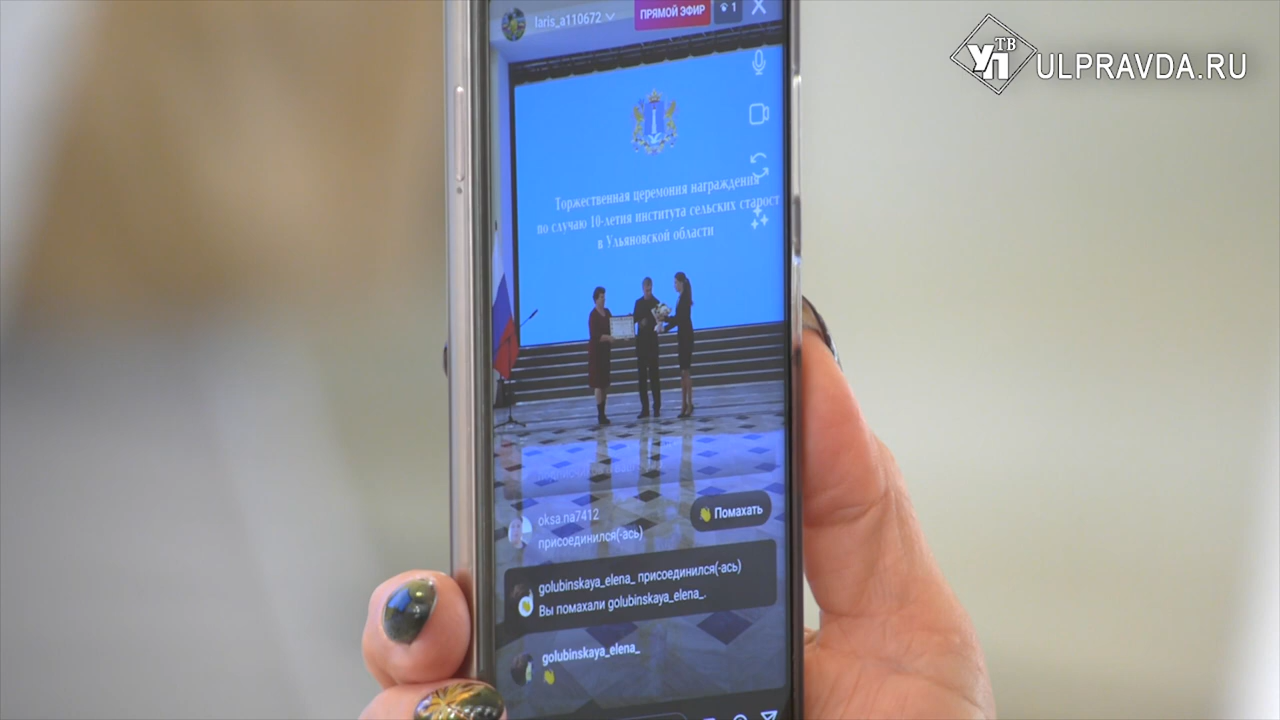 laris_a110672
ПРЯМОЙ ЭФИР
1
УП ТВ
ULPRAVDA.RU
Торжественная церемония награждения
по случаю 10-летия института сельских старост
в Ульяновской области
oksa.na7412
присоединился(-ась)
Помахать
golubinskaya_elena_ присоединился(-ась)
Вы помахали golubinskaya_elena_.
golubinskaya_elena_